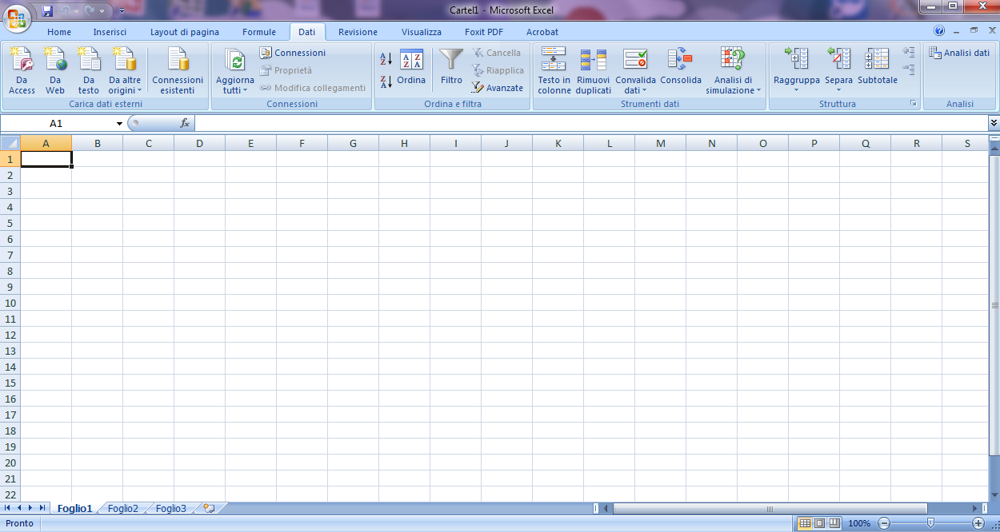 Cartel1 - Microsoft Excel
Home Inserisci Layout di pagina Formule Dati Revisione Visualizza Foxit PDF Acrobat
Da Access
Da Web
Da testo
Da altre origini
Connessioni esistenti
Carica dati esterni
Aggiorna tutti
Connessioni
Proprietà
Modifica collegamenti
Connessioni
Ordina
Filtro
Cancella
Riapplica
Avanzate
Ordina e filtra
Testo in colonne
Rimuovi duplicati
Convalida dati
Consolida
Analisi di simulazione
Strumenti dati
Raggruppa
Separa
Subtotale
Struttura
Analisi dati
Analisi
A1 fx
A B C D E F G H I J K L M N O P Q R S
1
2
3
4
5
6
7
8
9
10
11
12
13
14
15
16
17
18
19
20
21
22
Foglio1 Foglio2 Foglio3
Pronto 100%